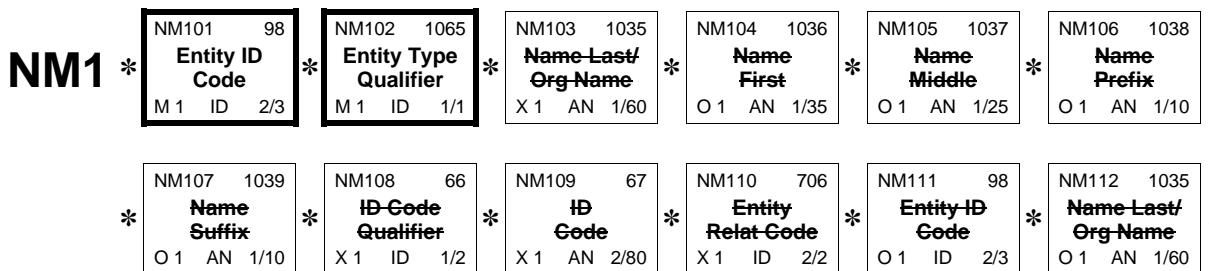 NM1 * NM101 98 * NM102 1065 * NM103 1035 * NM104 1036 * NM105 1037 * NM106 1038
Entity ID Entity Type Name Last/ Name Name Name
Code Qualifier Org Name First Middle Prefix
M 1 ID 2/3 M 1 ID 1/1 X 1 AN 1/60 O 1 AN 1/35 O 1 AN 1/25 O 1 AN 1/10
* NM107 1039 * NM108 66 * NM109 67 * NM110 706 * NM111 98 * NM112 1035
Name ID Code ID Entity Entity ID Name Last/
Suffix Qualifier Code Relat Code Code Org Name
O 1 AN 1/10 X 1 ID 1/2 X 1 AN 2/80 X 1 ID 2/2 O 1 ID 2/3 O 1 AN 1/60